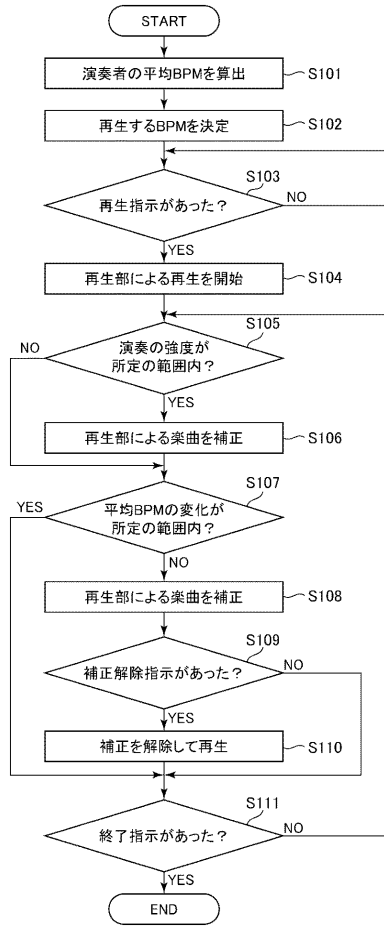 START
演奏者の平均BPMを算出
S101
再生するBPMを決定
S102
S103
再生指示があった？
NO
YES
再生部による再生を開始
S104
S105
NO
演奏の強度が
所定の範囲内？
YES
再生部による楽曲を補正
S106
S107
YES
平均BPMの変化が
所定の範囲内？
NO
再生部による楽曲を補正
S108
S109
補正解除指示があった？
NO
YES
補正を解除して再生
S110
S111
終了指示があった？
NO
YES
END